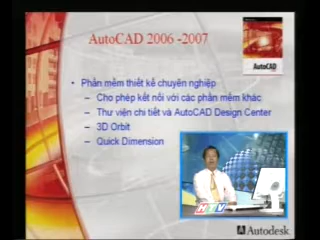 AutoCAD 2006 -2007
AutoCAD
• Phần mềm thiết kế chuyên nghiệp
– Cho phép kết nối với các phần mềm khác
– Thư viện chi tiết và AutoCAD Design Center
– 3D Orbit
– Quick Dimension
HTV
Autodesk